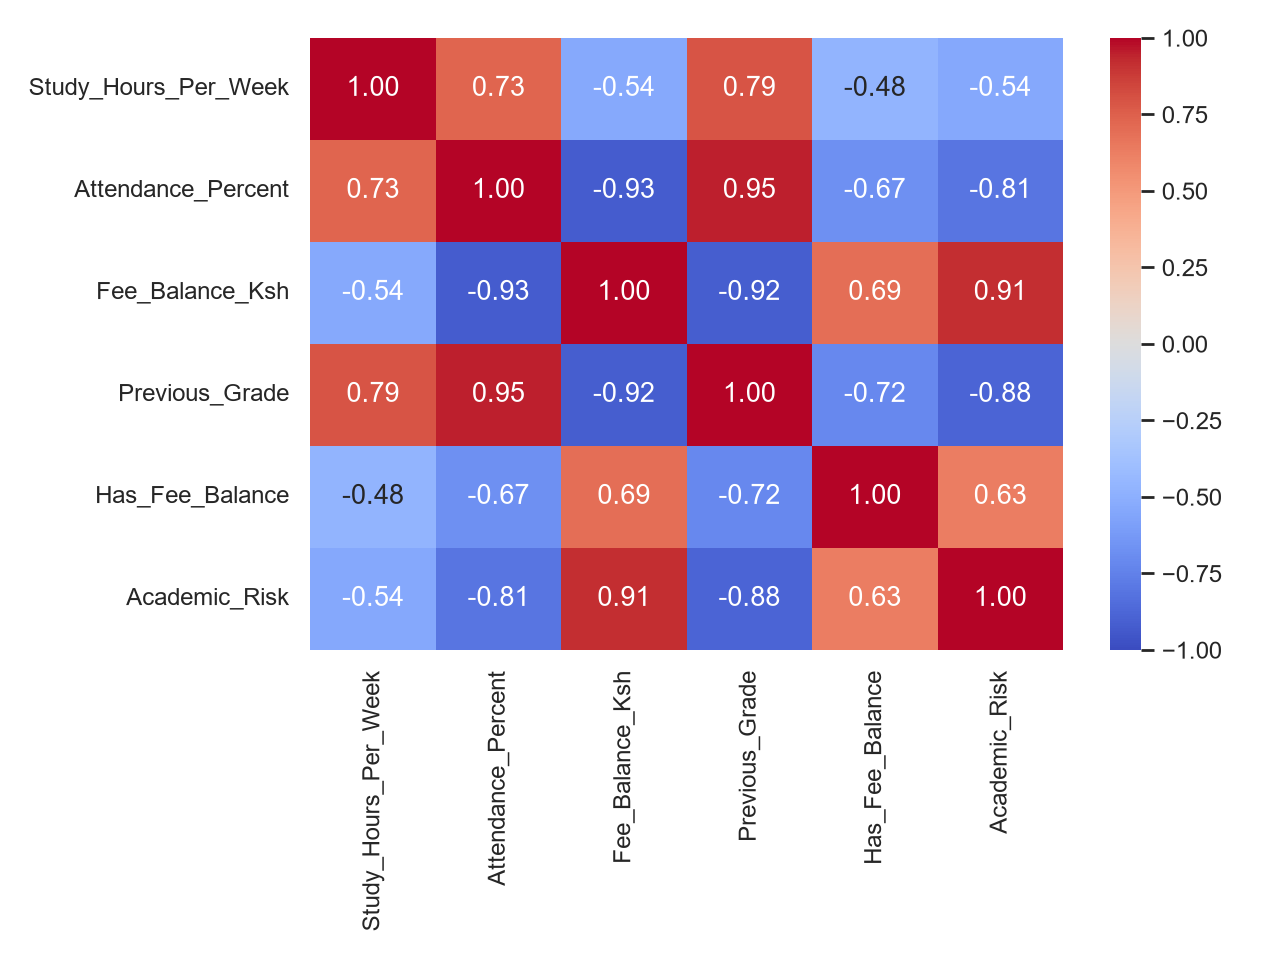 Study_Hours_Per_Week 1.00 0.73 -0.54 0.79 -0.48 -0.54
Attendance_Percent 0.73 1.00 -0.93 0.95 -0.67 -0.81
Fee_Balance_Ksh -0.54 -0.93 1.00 -0.92 0.69 0.91
Previous_Grade 0.79 0.95 -0.92 1.00 -0.72 -0.88
Has_Fee_Balance -0.48 -0.67 0.69 -0.72 1.00 0.63
Academic_Risk -0.54 -0.81 0.91 -0.88 0.63 1.00
Study_Hours_Per_Week
Attendance_Percent
Fee_Balance_Ksh
Previous_Grade
Has_Fee_Balance
Academic_Risk
1.00
0.75
0.50
0.25
0.00
−0.25
−0.50
−0.75
−1.00